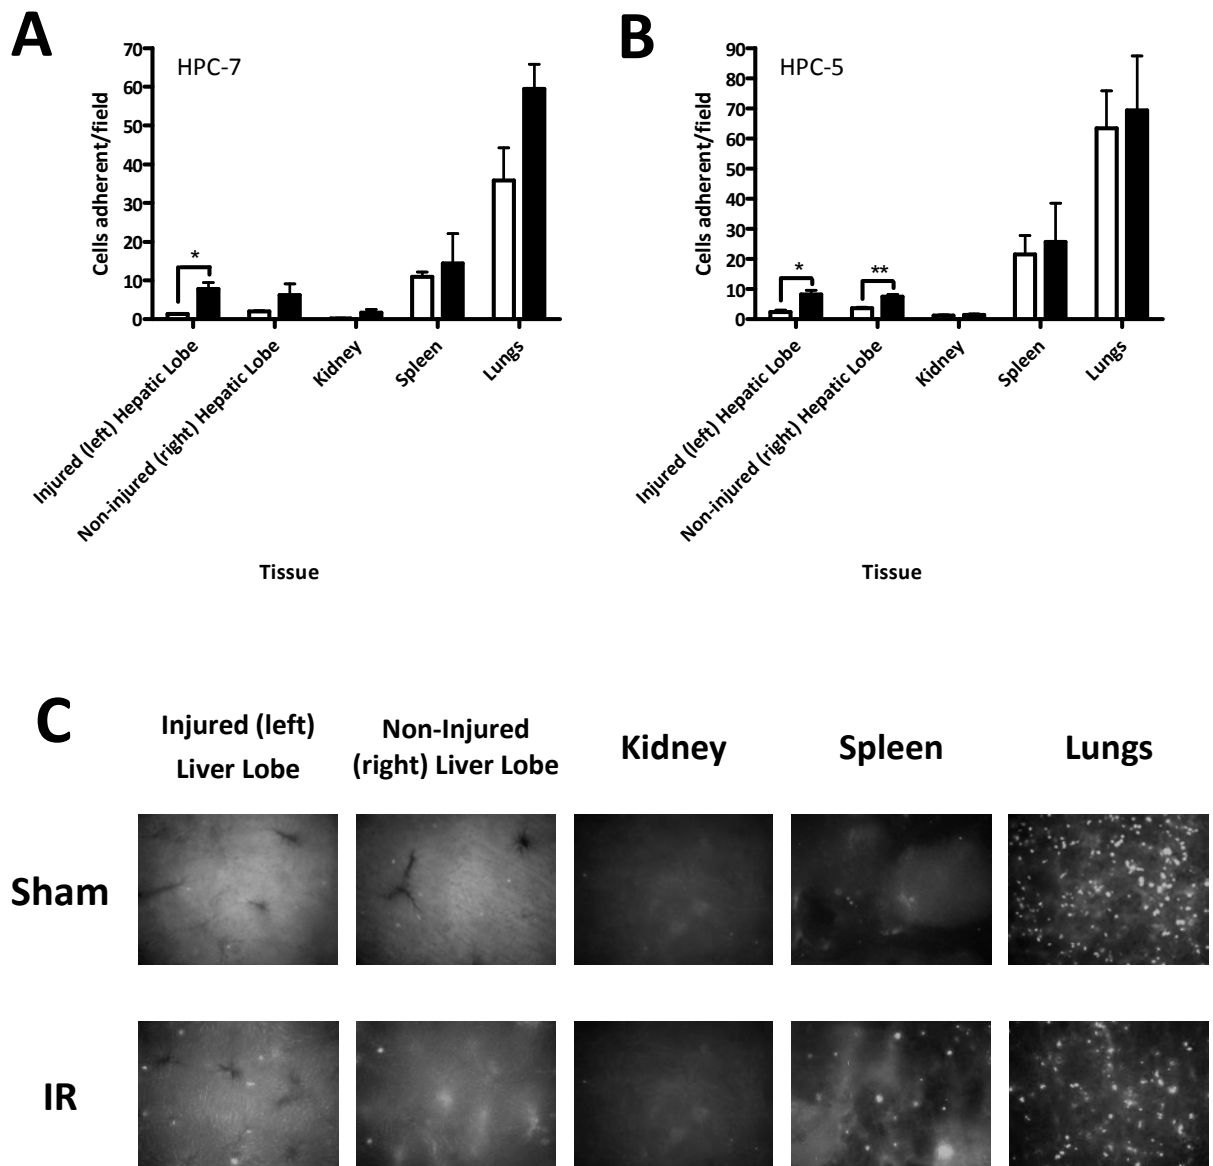 A
HPC-7
Cells adherent/field
70
60
50
40
30
20
10
0
*
Injured (left) Hepatic Lobe
Non-injured (right) Hepatic Lobe
Kidney
Spleen
Lungs
Tissue
B
HPC-5
Cells adherent/field
90
80
70
60
50
40
30
20
10
0
*
**
Injured (left) Hepatic Lobe
Non-injured (right) Hepatic Lobe
Kidney
Spleen
Lungs
Tissue
C
Injured (left)
Liver Lobe
Non-Injured
(right) Liver Lobe
Kidney
Spleen
Lungs
Sham
IR